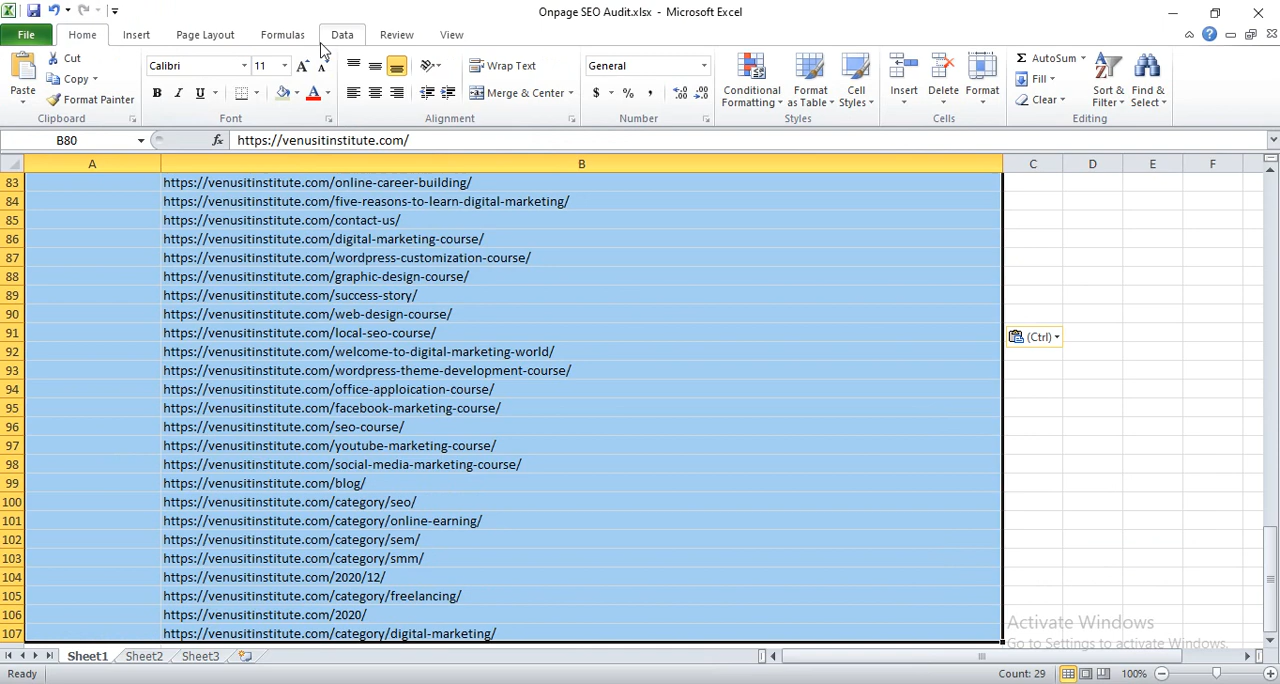 Onpage SEO Audit.xlsx - Microsoft Excel
File Home Insert Page Layout Formulas Data Review View
Paste
Cut
Copy
Format Painter
Clipboard
Calibri 11
B I U
Font
Wrap Text
Merge & Center
Alignment
General
$ % ,
Number
Conditional Formatting
Format as Table
Cell Styles
Styles
Insert Delete Format
Cells
AutoSum
Fill
Clear
Sort & Filter
Find & Select
Editing
B80 fx https://venusitinstitute.com/
A B C D E F
83 https://venusitinstitute.com/online-career-building/
84 https://venusitinstitute.com/five-reasons-to-learn-digital-marketing/
85 https://venusitinstitute.com/contact-us/
86 https://venusitinstitute.com/digital-marketing-course/
87 https://venusitinstitute.com/wordpress-customization-course/
88 https://venusitinstitute.com/graphic-design-course/
89 https://venusitinstitute.com/success-story/
90 https://venusitinstitute.com/web-design-course/
91 https://venusitinstitute.com/local-seo-course/
(Ctrl)
92 https://venusitinstitute.com/welcome-to-digital-marketing-world/
93 https://venusitinstitute.com/wordpress-theme-development-course/
94 https://venusitinstitute.com/office-apploication-course/
95 https://venusitinstitute.com/facebook-marketing-course/
96 https://venusitinstitute.com/seo-course/
97 https://venusitinstitute.com/youtube-marketing-course/
98 https://venusitinstitute.com/social-media-marketing-course/
99 https://venusitinstitute.com/blog/
100 https://venusitinstitute.com/category/seo/
101 https://venusitinstitute.com/category/online-earning/
102 https://venusitinstitute.com/category/sem/
103 https://venusitinstitute.com/category/smm/
104 https://venusitinstitute.com/2020/12/
105 https://venusitinstitute.com/category/freelancing/
106 https://venusitinstitute.com/2020/
107 https://venusitinstitute.com/category/digital-marketing/
Activate Windows
Go to Settings to activate Windows.
Sheet1 Sheet2 Sheet3
Ready Count: 29 100%